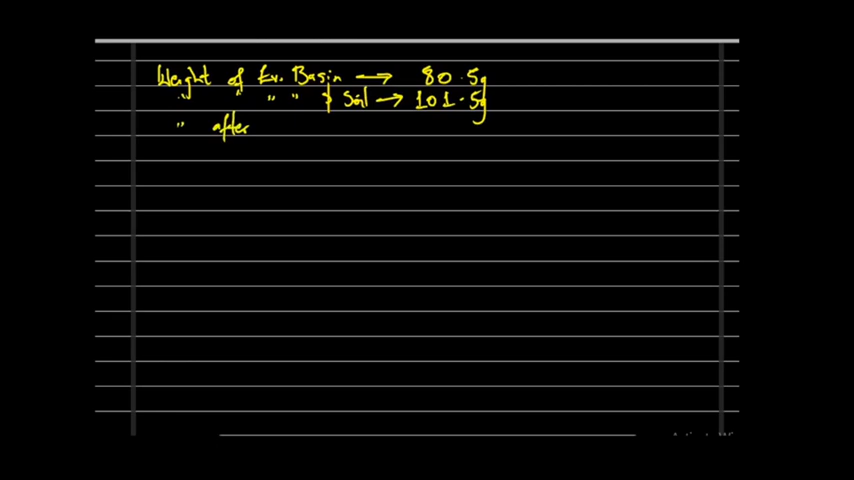 Weight of Ev. Basin → 80.5g
" " " " & Soil → 101.5g
" after